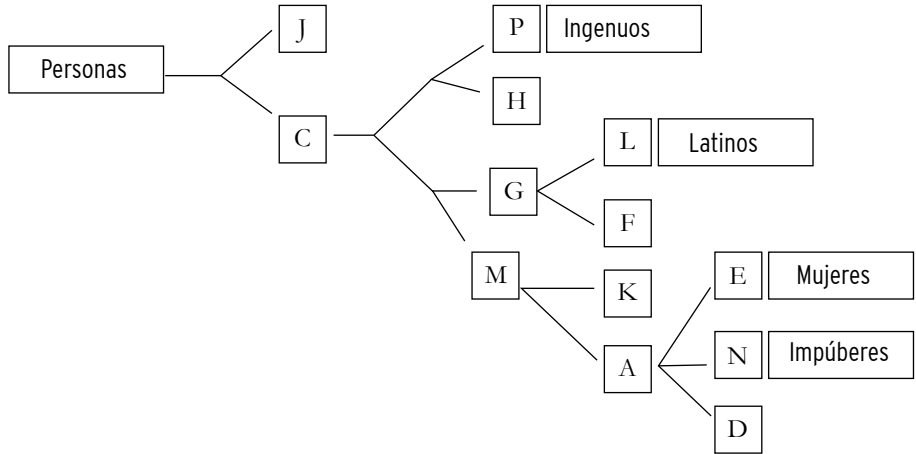 J
P Ingenuos
Personas
H
C
L Latinos
G
F
M
E Mujeres
K
N Impúberes
A
D